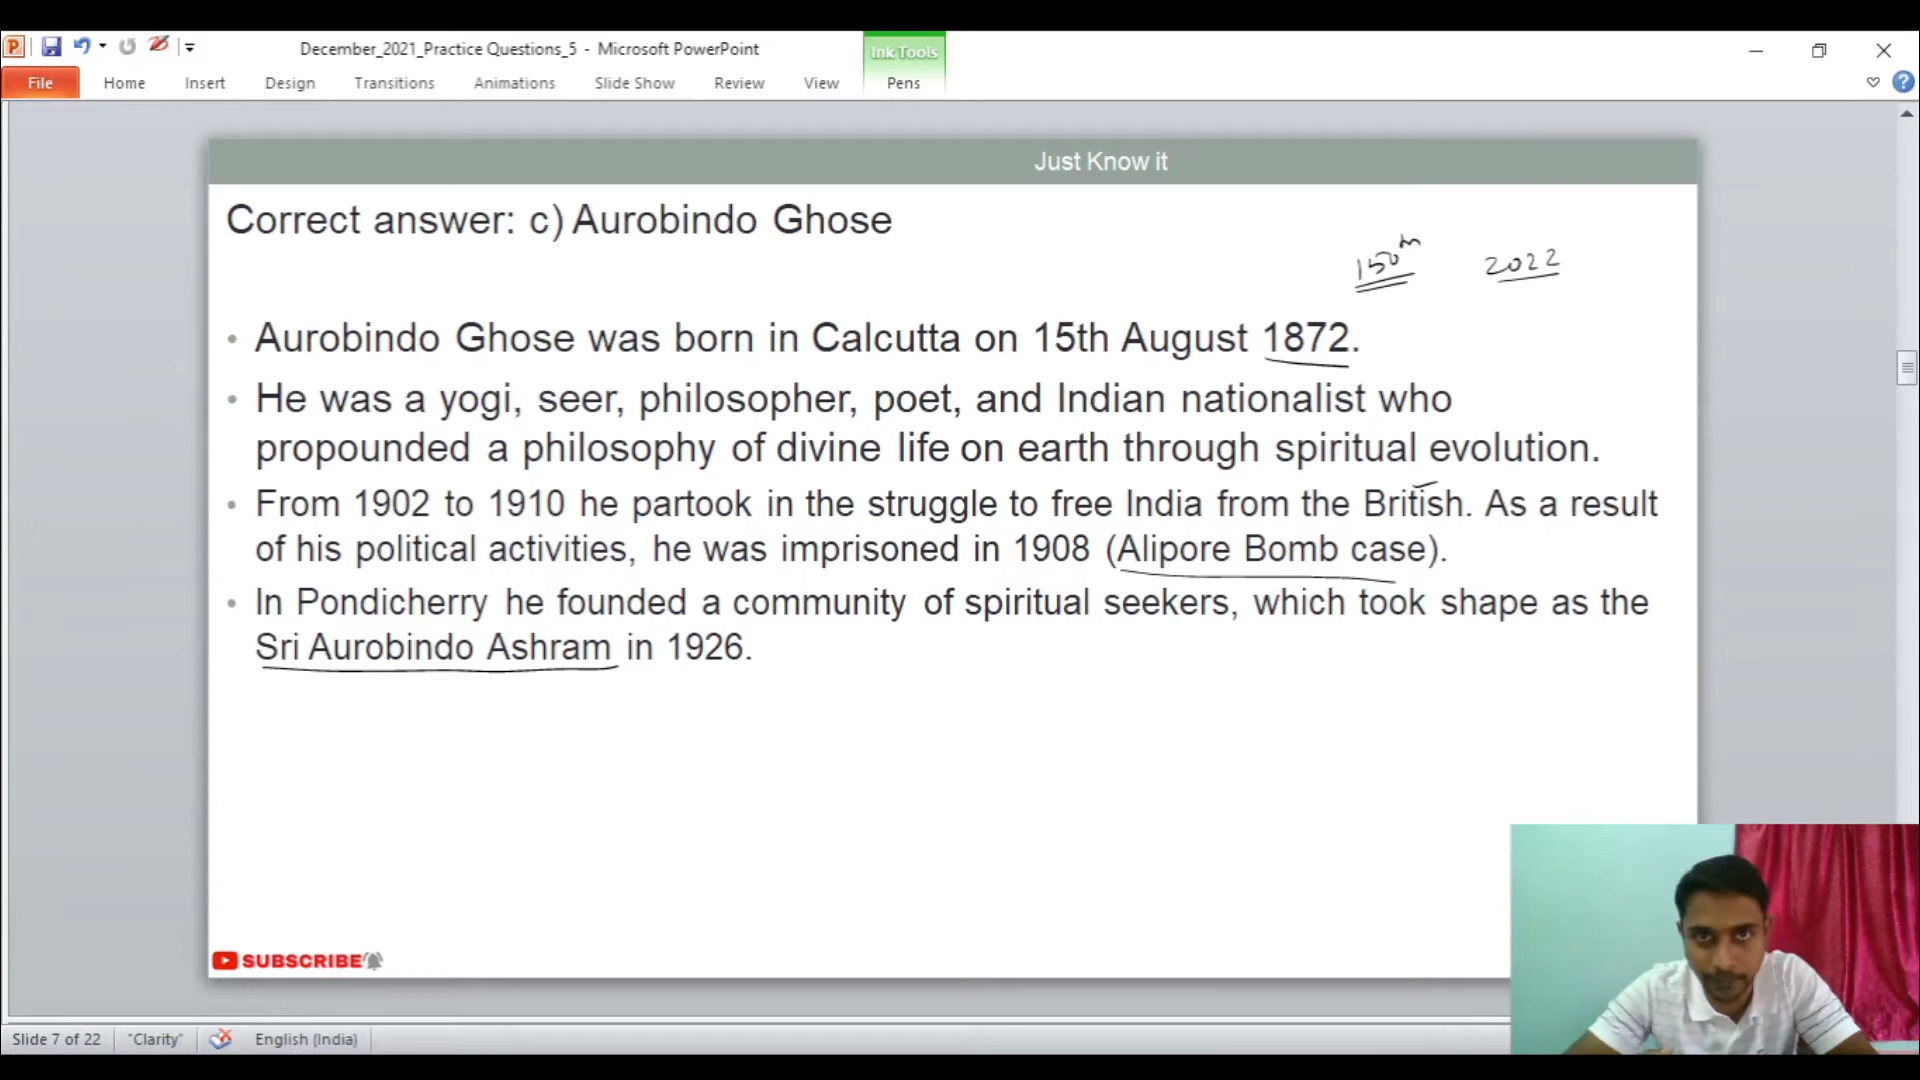 December_2021_Practice Questions_5 - Microsoft PowerPoint
Ink Tools
File Home Insert Design Transitions Animations Slide Show Review View Pens
Just Know it
Correct answer: c) Aurobindo Ghose
150th 2022
• Aurobindo Ghose was born in Calcutta on 15th August 1872.
• He was a yogi, seer, philosopher, poet, and Indian nationalist who
propounded a philosophy of divine life on earth through spiritual evolution.
• From 1902 to 1910 he partook in the struggle to free India from the British. As a result
of his political activities, he was imprisoned in 1908 (Alipore Bomb case).
• In Pondicherry he founded a community of spiritual seekers, which took shape as the
Sri Aurobindo Ashram in 1926.
SUBSCRIBE
Slide 7 of 22 "Clarity" English (India)